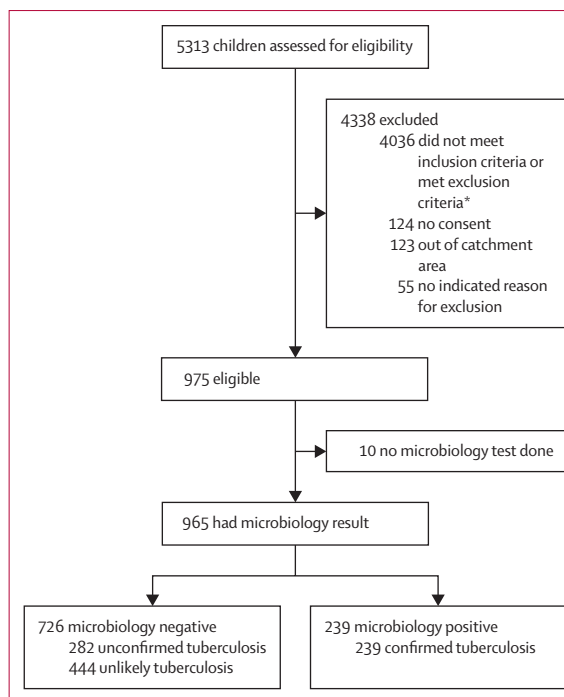 5313 children assessed for eligibility
4338 excluded
4036 did not meet
inclusion criteria or
met exclusion
criteria*
124 no consent
123 out of catchment
area
55 no indicated reason
for exclusion
975 eligible
10 no microbiology test done
965 had microbiology result
726 microbiology negative
282 unconfirmed tuberculosis
444 unlikely tuberculosis
239 microbiology positive
239 confirmed tuberculosis